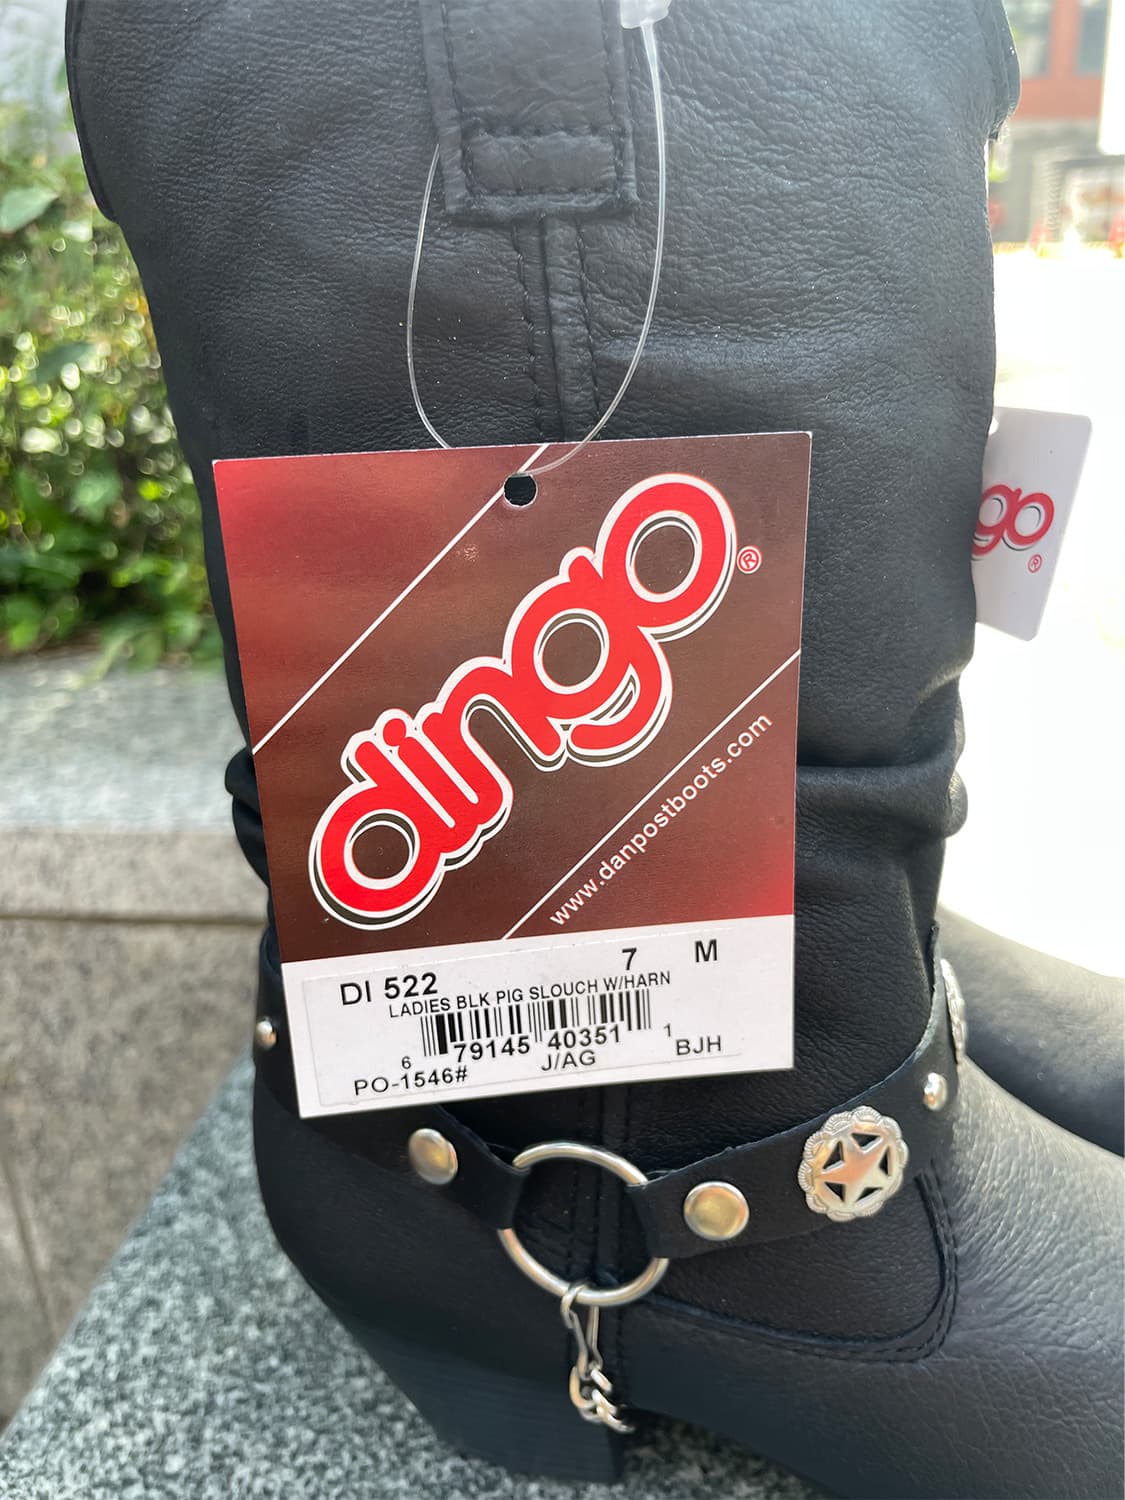 dingo®
www.danpostboots.com
DI 522 7 M
LADIES BLK PIG SLOUCH W/HARN
6 79145 40351 1
PO-1546# J/AG BJH
go®